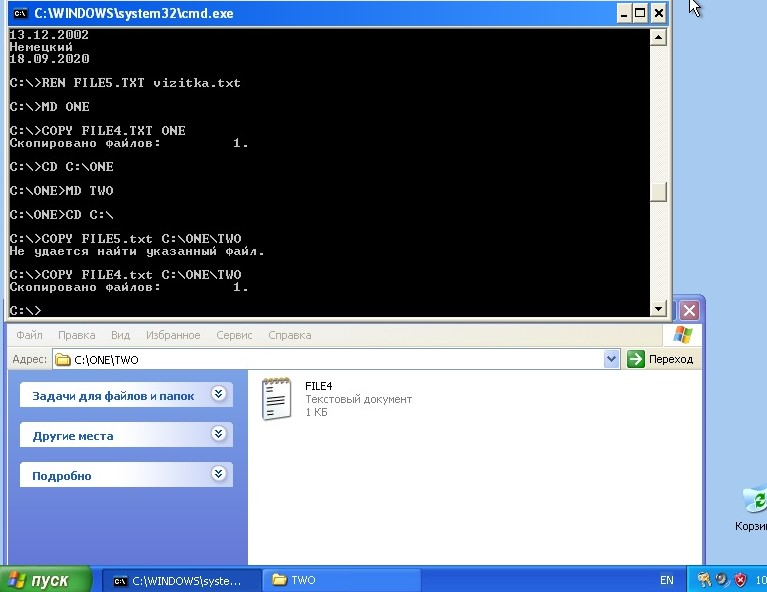 C:\WINDOWS\system32\cmd.exe
13.12.2002
Немецкий
18.09.2020
C:\>REN FILE5.TXT vizitka.txt
C:\>MD ONE
C:\>COPY FILE4.TXT ONE
Скопировано файлов:         1.
C:\>CD C:\ONE
C:\ONE>MD TWO
C:\ONE>CD C:\
C:\>COPY FILE5.txt C:\ONE\TWO
Не удается найти указанный файл.
C:\>COPY FILE4.txt C:\ONE\TWO
Скопировано файлов:         1.
C:\>
Файл Правка Вид Избранное Сервис Справка
Адрес: C:\ONE\TWO Переход
Задачи для файлов и папок
Другие места
Подробно
FILE4
Текстовый документ
1 КБ
Корзи
пуск C:\WINDOWS\syste... TWO EN 10